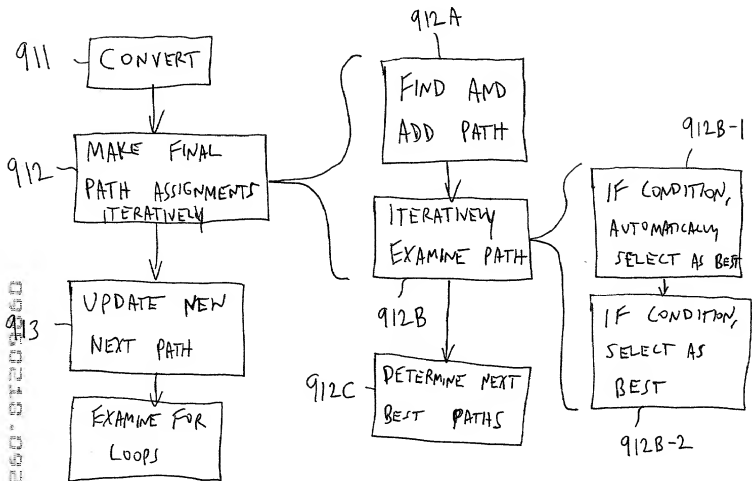 911
CONVERT
912
MAKE FINAL
PATH ASSIGNMENTS
ITERATIVELY
913
UPDATE NEW
NEXT PATH
EXAMINE FOR
LOOPS
912A
FIND AND
ADD PATH
ITERATIVELY
EXAMINE PATH
912B
912C
DETERMINE NEXT
BEST PATHS
912B-1
IF CONDITION,
AUTOMATICALLY
SELECT AS BEST
IF CONDITION,
SELECT AS
BEST
912B-2